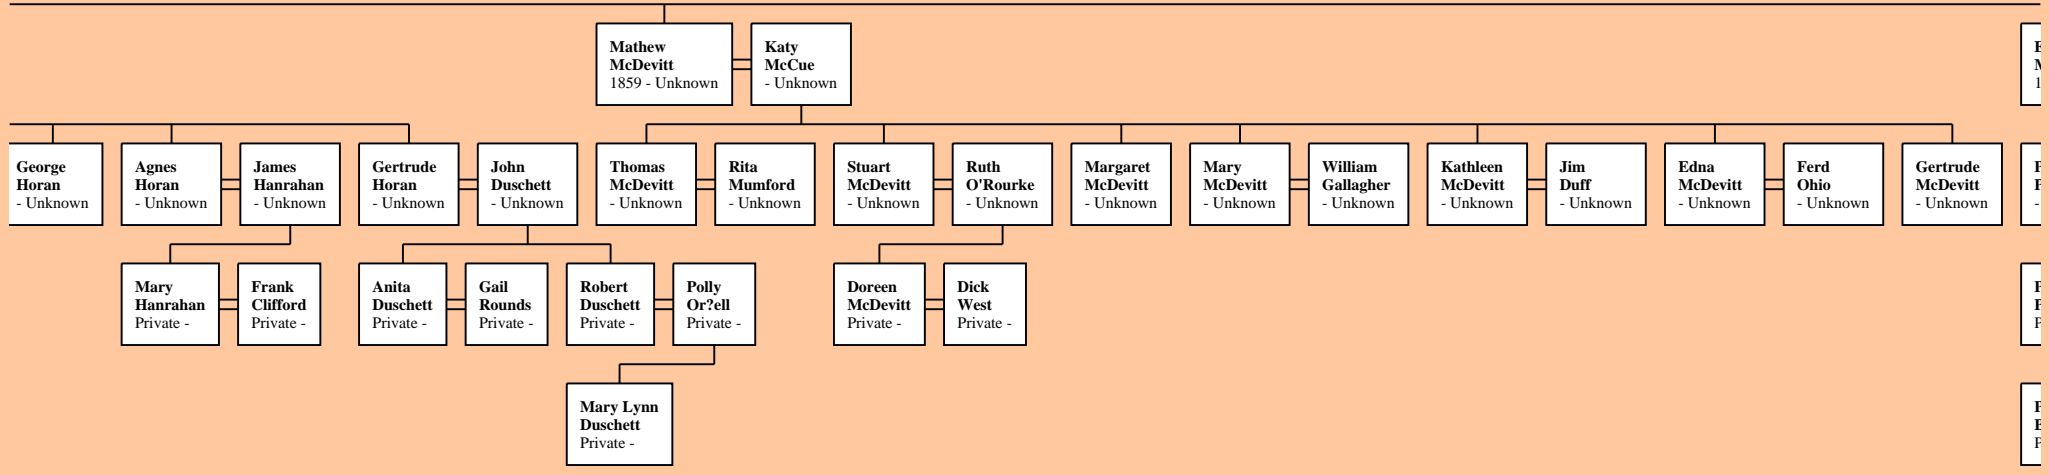 Mathew
McDevitt
1859 - Unknown
Katy
McCue
- Unknown
George
Horan
- Unknown
Agnes
Horan
- Unknown
James
Hanrahan
- Unknown
Gertrude
Horan
- Unknown
John
Duschett
- Unknown
Thomas
McDevitt
- Unknown
Rita
Mumford
- Unknown
Stuart
McDevitt
- Unknown
Ruth
O'Rourke
- Unknown
Margaret
McDevitt
- Unknown
Mary
McDevitt
- Unknown
William
Gallagher
- Unknown
Kathleen
McDevitt
- Unknown
Jim
Duff
- Unknown
Edna
McDevitt
- Unknown
Ferd
Ohio
- Unknown
Gertrude
McDevitt
- Unknown
Mary
Hanrahan
Private -
Frank
Clifford
Private -
Anita
Duschett
Private -
Gail
Rounds
Private -
Robert
Duschett
Private -
Polly
Or?ell
Private -
Doreen
McDevitt
Private -
Dick
West
Private -
Mary Lynn
Duschett
Private -